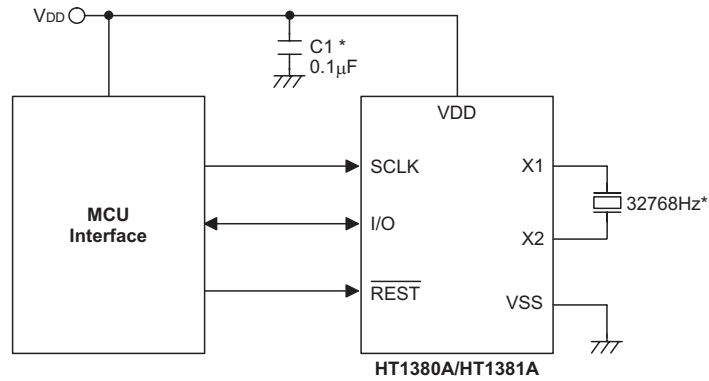 VDD
C1 *
0.1μF
VDD
SCLK
X1
MCU
Interface
32768Hz*
I/O
X2
REST
VSS
HT1380A/HT1381A